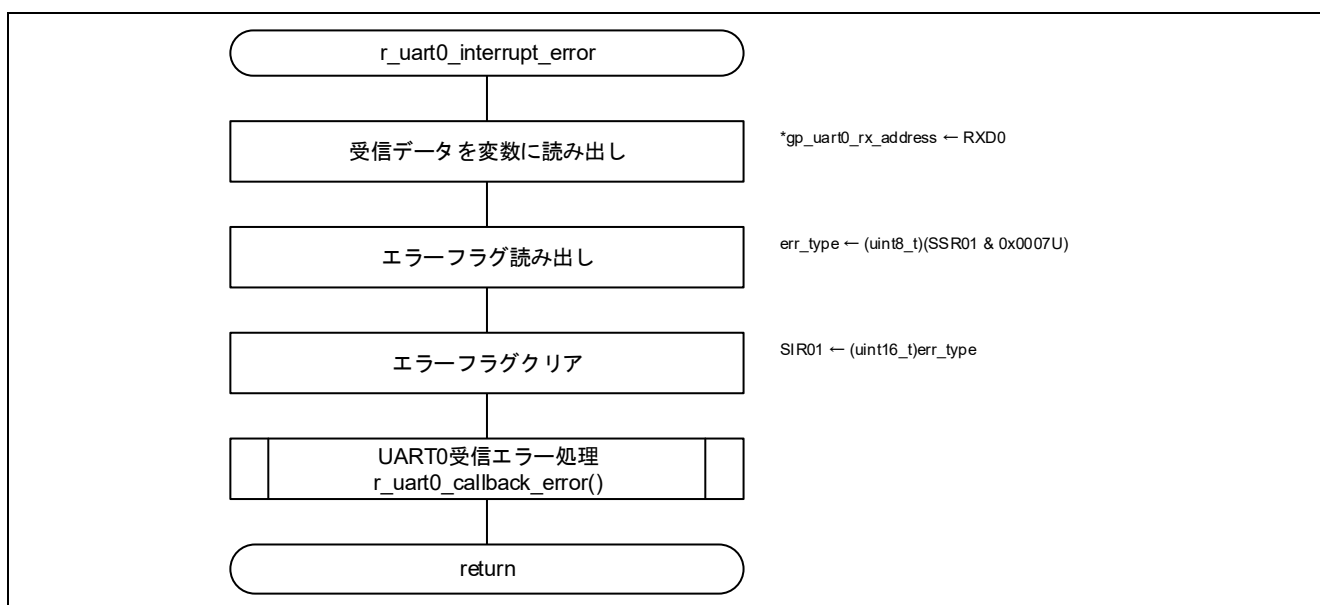 r_uart0_interrupt_error
受信データを変数に読み出し
*gp_uart0_rx_address ← RXD0
エラーフラグ読み出し
err_type ← (uint8_t)(SSR01 & 0x0007U)
エラーフラグクリア
SIR01 ← (uint16_t)err_type
UART0受信エラー処理
r_uart0_callback_error()
return